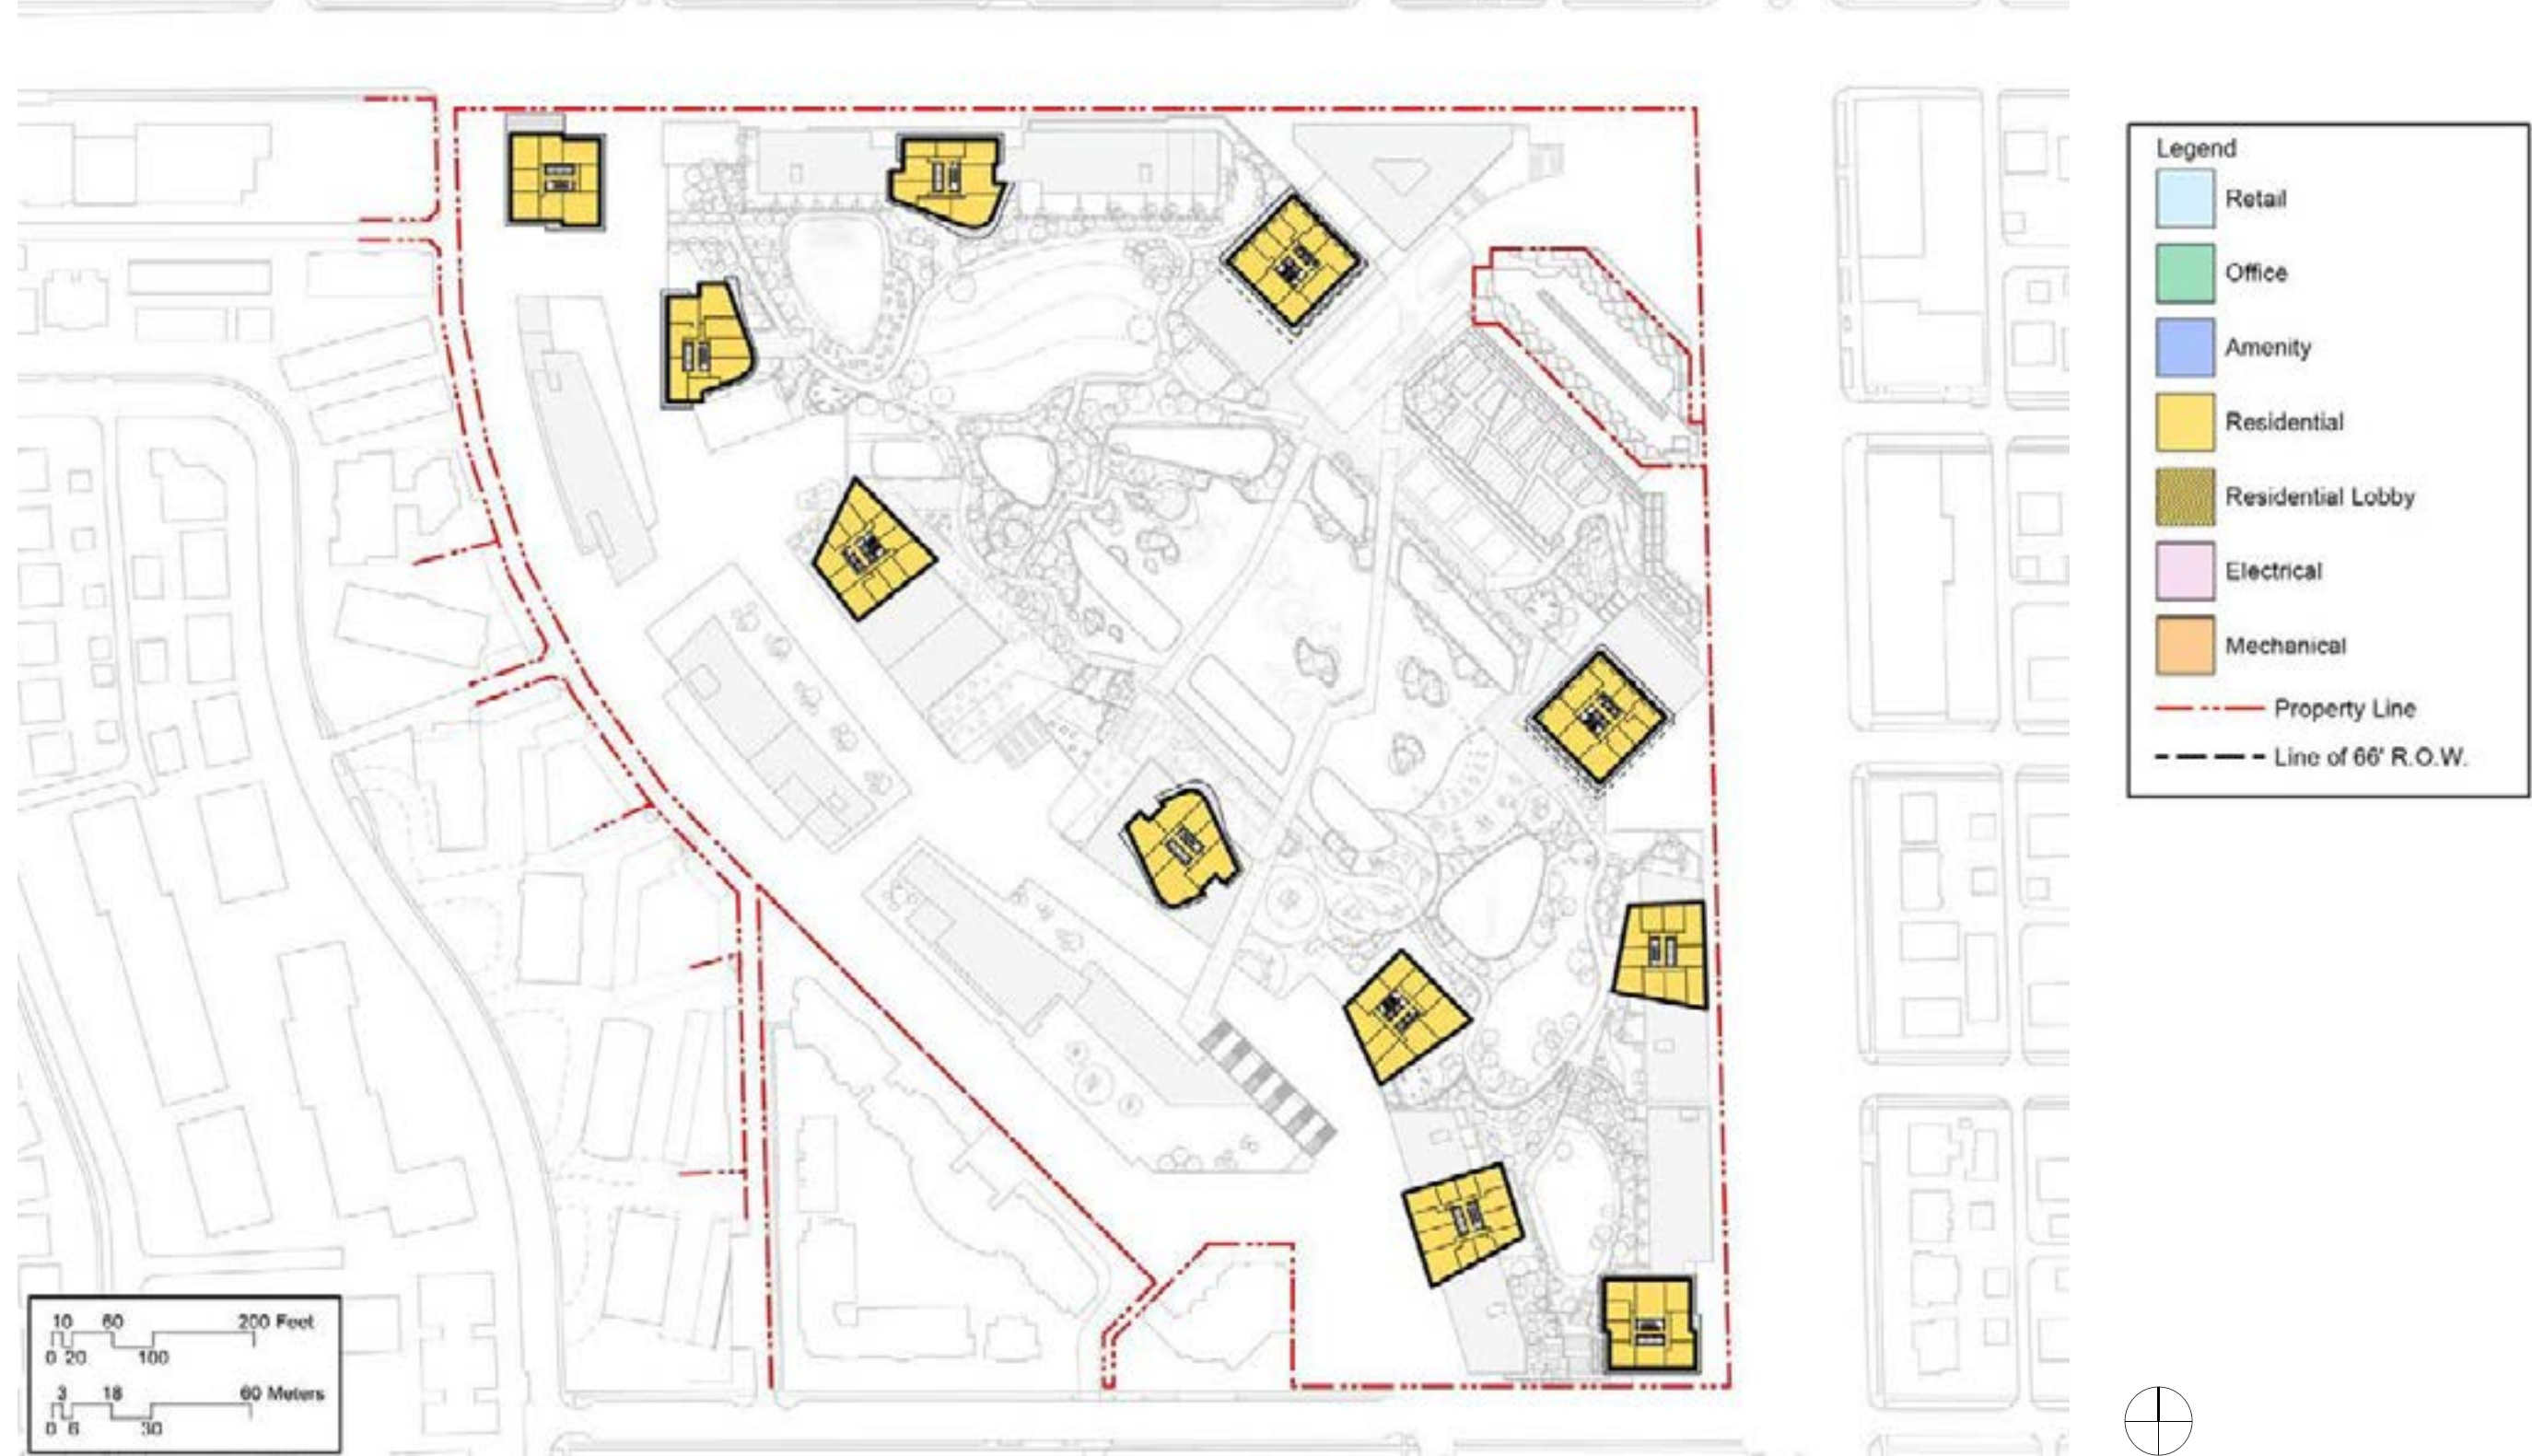 Legend
Retail
Office
Amenity
Residential
Residential Lobby
Electrical
Mechanical
Property Line
Line of 66' R.O.W.
10 60 200 Feet
0 20 100
3 18 60 Meters
0 6 30